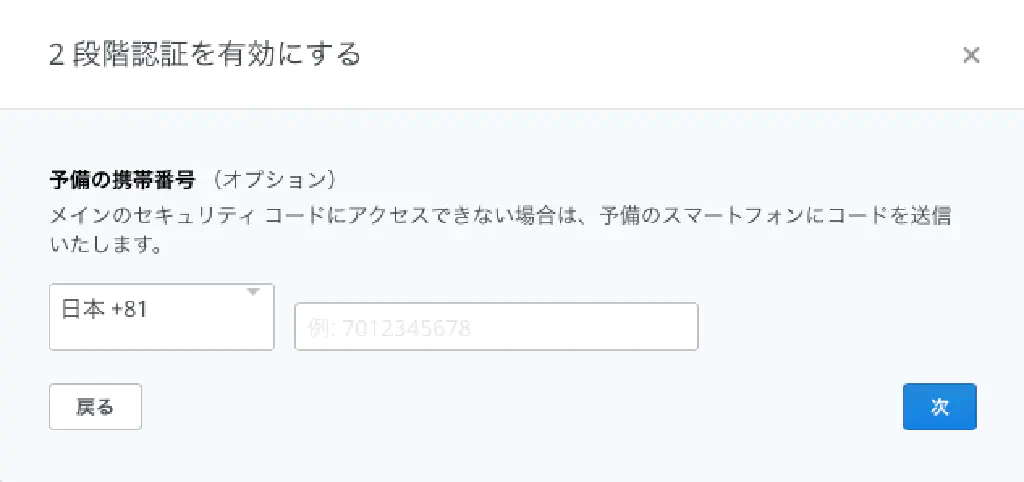 2 段階認証を有効にする
×
予備の携帯番号 （オプション）
メインのセキュリティ コードにアクセスできない場合は、予備のスマートフォンにコードを送信
いたします。
日本 +81
例: 7012345678
戻る
次